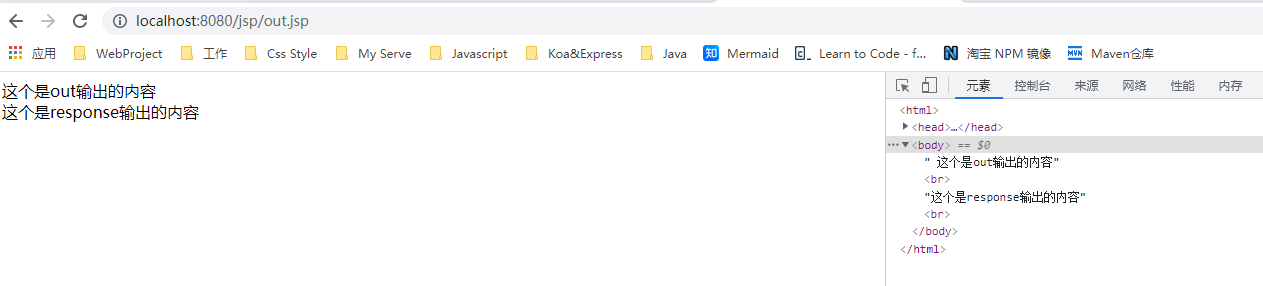 localhost:8080/jsp/out.jsp
应用 WebProject 工作 Css Style My Serve Javascript Koa&Express Java 知 Mermaid Learn to Code - f... 淘宝 NPM 镜像 MVN Maven仓库
这个是out输出的内容
这个是response输出的内容
元素 控制台 来源 网络 性能 内存
<html>
<head>…</head>
<body> == $0
" 这个是out输出的内容"
<br>
"这个是response输出的内容"
<br>
</body>
</html>